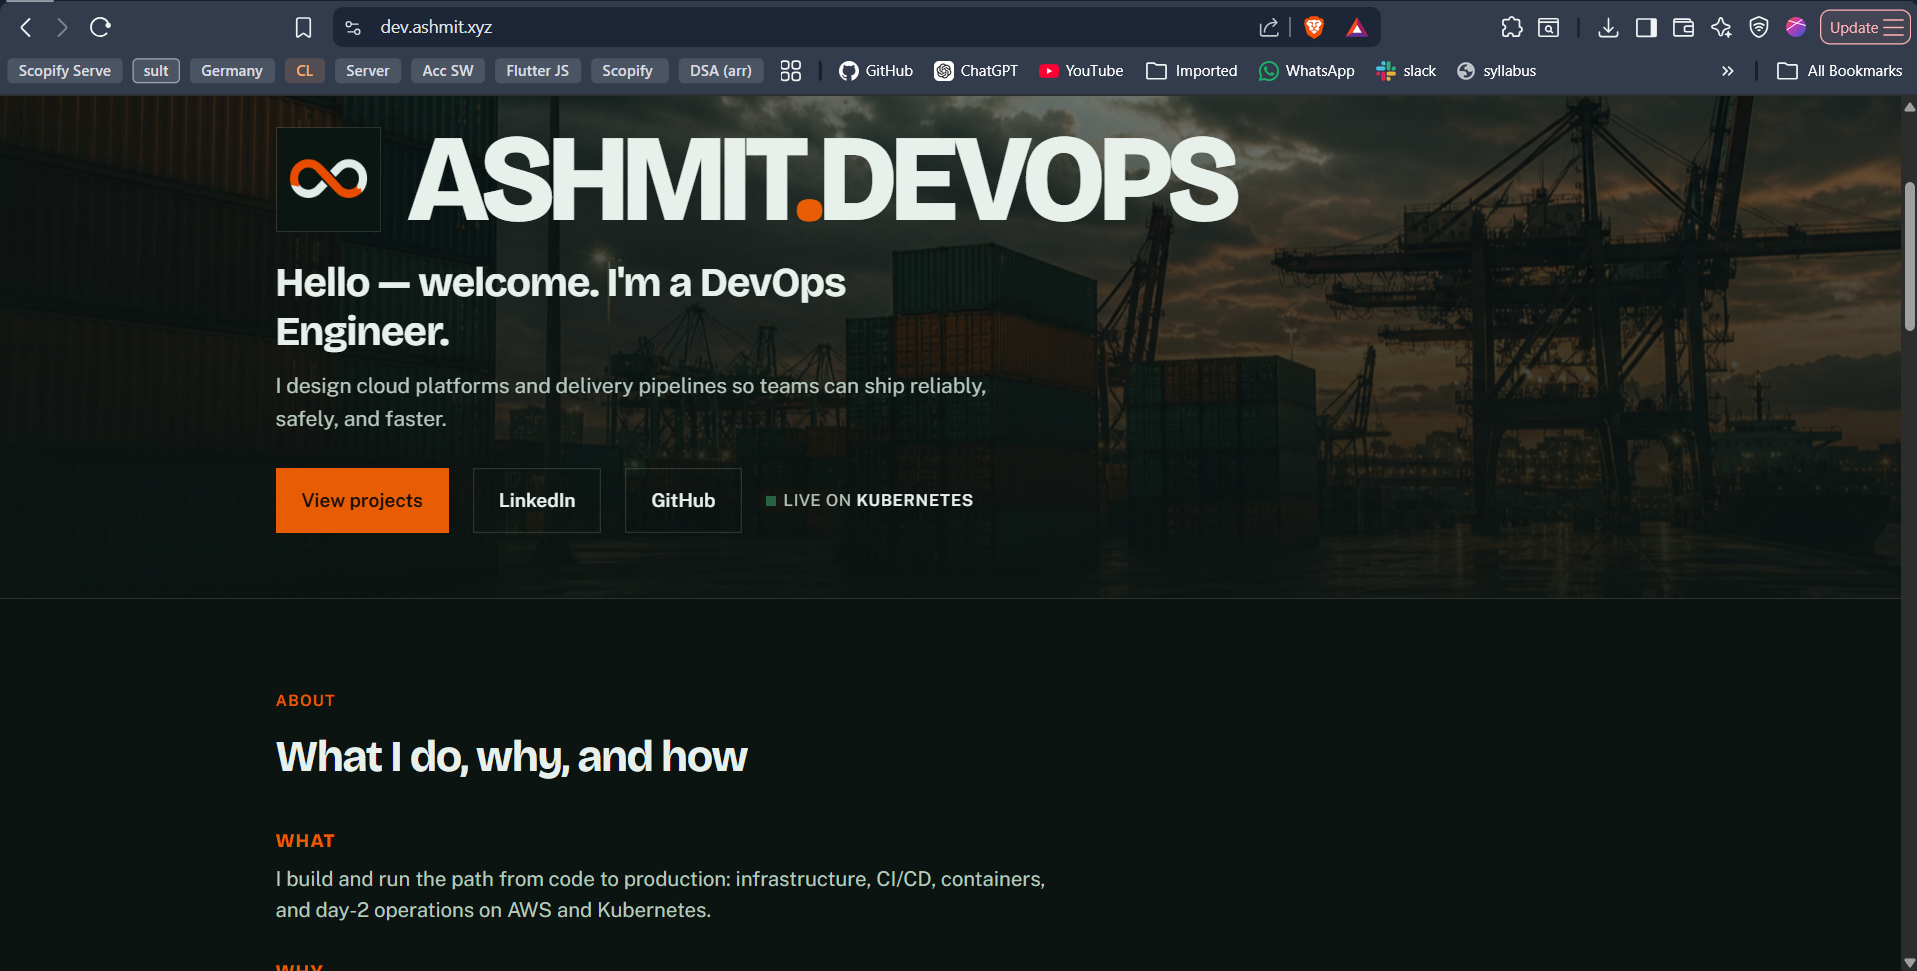 dev.ashmit.xyz
Update
Scopify Serve
sult
Germany
CL
Server
Acc SW
Flutter JS
Scopify
DSA (arr)
GitHub
ChatGPT
YouTube
Imported
WhatsApp
slack
syllabus
»
All Bookmarks
ASHMIT.DEVOPS
Hello — welcome. I'm a DevOps
Engineer.
I design cloud platforms and delivery pipelines so teams can ship reliably,
safely, and faster.
View projects
LinkedIn
GitHub
LIVE ON KUBERNETES
ABOUT
What I do, why, and how
WHAT
I build and run the path from code to production: infrastructure, CI/CD, containers,
and day-2 operations on AWS and Kubernetes.
WHY